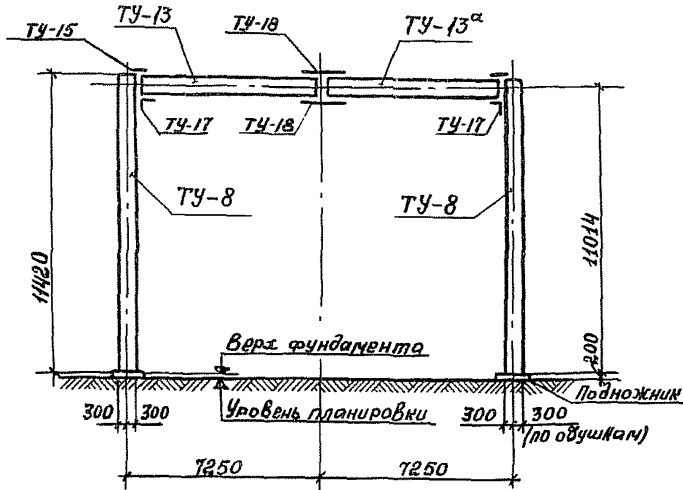 ТУ-15
ТУ-13
ТУ-18
ТУ-13а
ТУ-17
ТУ-18
ТУ-17
ТУ-8
ТУ-8
11420
11014
200
Верх фундамента
Уровень планировки
Подножник
300
300
300
300
(по обушкам)
7250
7250